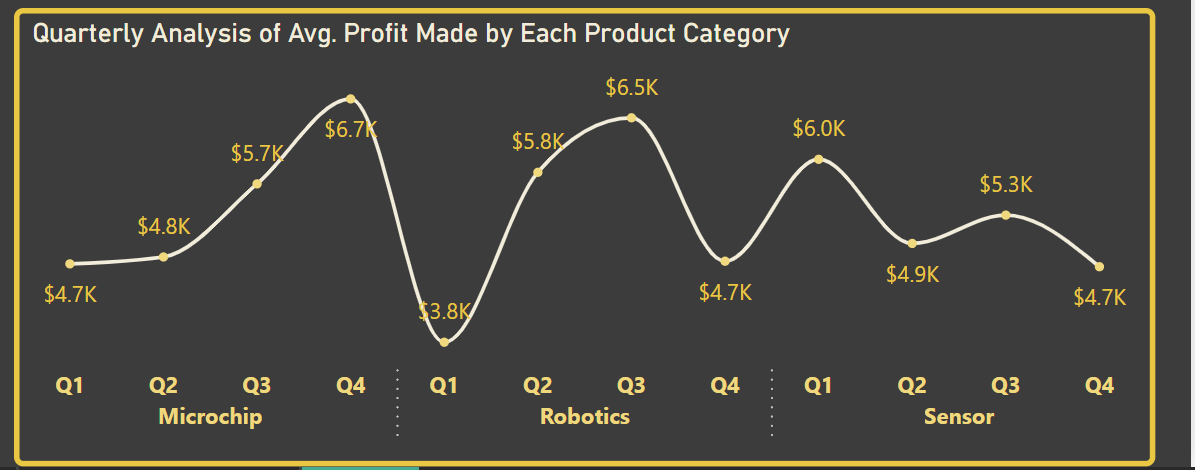 Quarterly Analysis of Avg. Profit Made by Each Product Category
$4.7K
$4.8K
$5.7K
$6.7K
$3.8K
$5.8K
$6.5K
$4.7K
$6.0K
$4.9K
$5.3K
$4.7K
Q1 Q2 Q3 Q4 Q1 Q2 Q3 Q4 Q1 Q2 Q3 Q4
Microchip Robotics Sensor